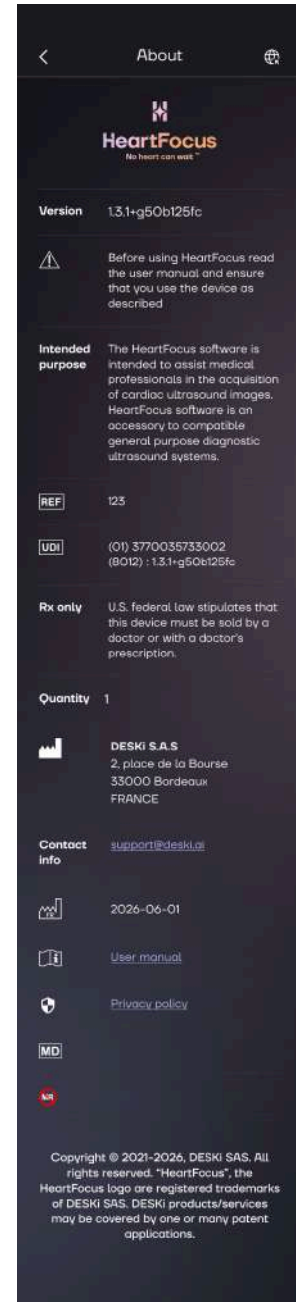 About
HeartFocus
No heart can wait™
Version
1.3.1+g50b125fc
Before using HeartFocus read
the user manual and ensure
that you use the device as
described
Intended
purpose
The HeartFocus software is
intended to assist medical
professionals in the acquisition
of cardiac ultrasound images.
HeartFocus software is an
accessory to compatible
general purpose diagnostic
ultrasound systems.
REF
123
UDI
(01) 3770035733002
(8012) : 1.3.1+g50b125fc
Rx only
U.S. federal law stipulates that
this device must be sold by a
doctor or with a doctor's
prescription.
Quantity
1
DESKi S.A.S
2, place de la Bourse
33000 Bordeaux
FRANCE
Contact
info
support@deski.ai
FR
2026-06-01
User manual
Privacy policy
MD
MR
Copyright © 2021-2026, DESKi SAS. All
rights reserved. "HeartFocus", the
HeartFocus logo are registered trademarks
of DESKi SAS. DESKi products/services
may be covered by one or many patent
applications.